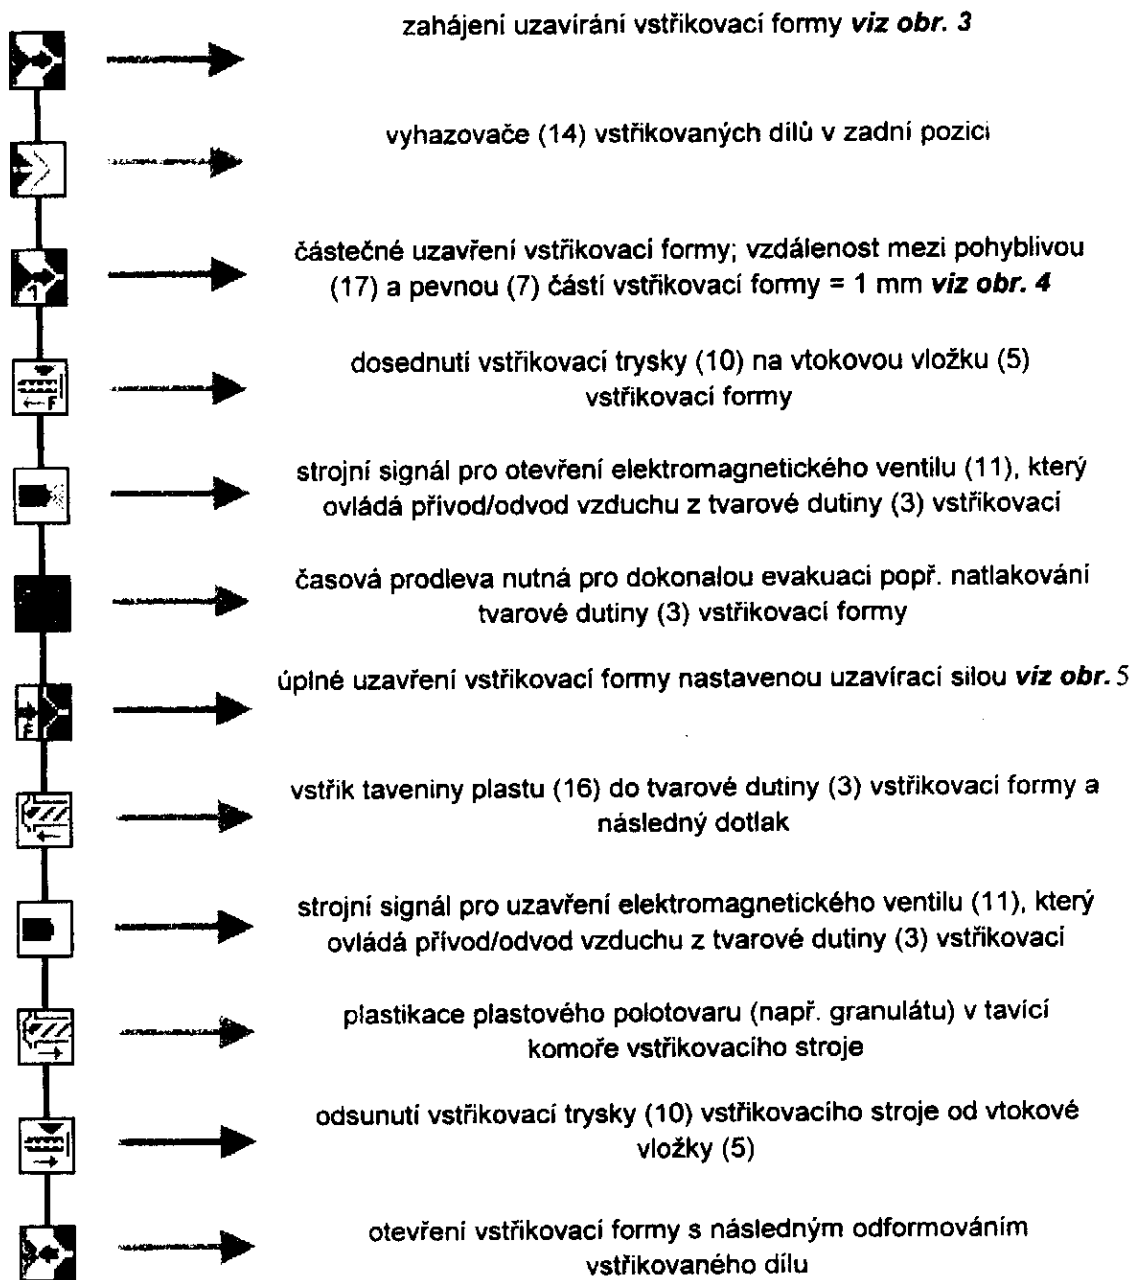 zahájení uzavírání vstřikovací formy viz obr. 3
vyhazovače (14) vstřikovaných dílů v zadní pozici
částečné uzavření vstřikovací formy; vzdálenost mezi pohyblivou
(17) a pevnou (7) částí vstřikovací formy = 1 mm viz obr. 4
1
dosednutí vstřikovací trysky (10) na vtokovou vložku (5)
vstřikovací formy
F
strojní signál pro otevření elektromagnetického ventilu (11), který
ovládá přívod/odvod vzduchu z tvarové dutiny (3) vstřikovací
časová prodleva nutná pro dokonalou evakuaci popř. natlakování
tvarové dutiny (3) vstřikovací formy
úplné uzavření vstřikovací formy nastavenou uzavírací silou viz obr. 5
F
vstřik taveniny plastu (16) do tvarové dutiny (3) vstřikovací formy a
následný dotlak
strojní signál pro uzavření elektromagnetického ventilu (11), který
ovládá přívod/odvod vzduchu z tvarové dutiny (3) vstřikovací
plastikace plastového polotovaru (např. granulátu) v tavící
komoře vstřikovacího stroje
odsunutí vstřikovací trysky (10) vstřikovacího stroje od vtokové
vložky (5)
otevření vstřikovací formy s následným odformováním
vstřikovaného dílu